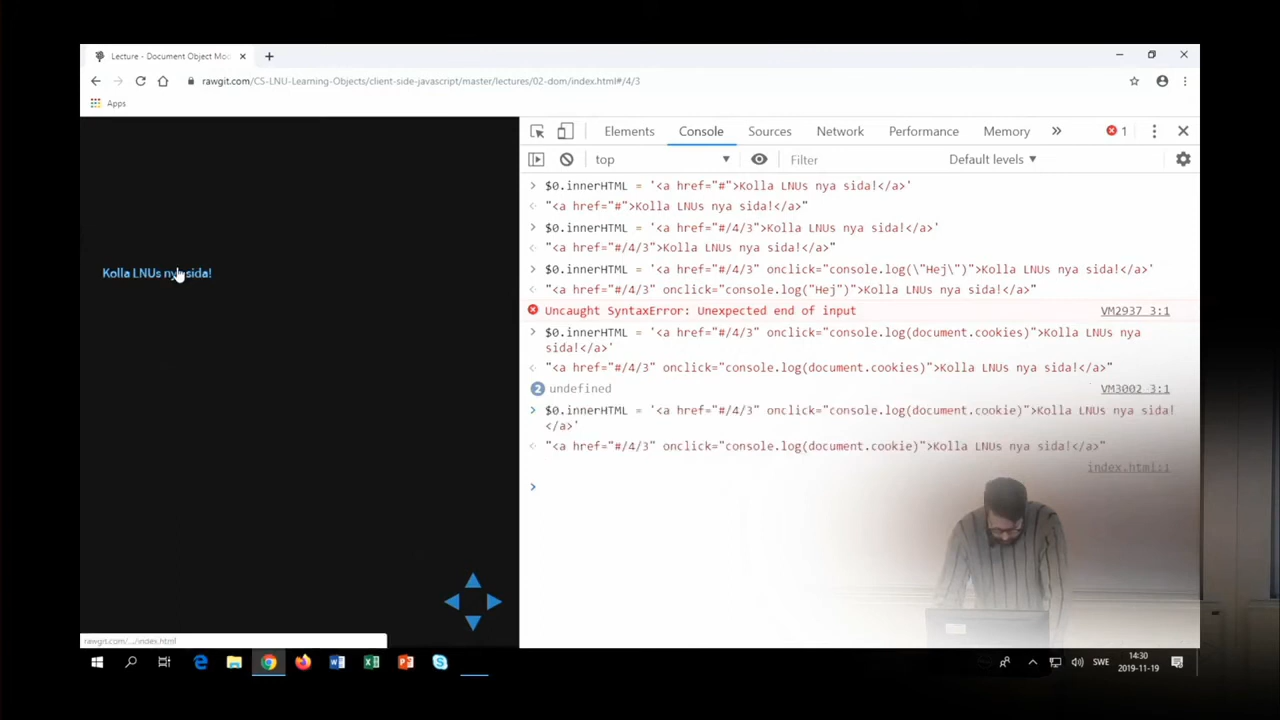 Lecture - Document Object Mo
rawgit.com/CS-LNU-Learning-Objects/client-side-javascript/master/lectures/02-dom/index.html#/4/3
Apps
Elements Console Sources Network Performance Memory 1
top Filter Default levels
$0.innerHTML = '<a href="#">Kolla LNUs nya sida!</a>'
"<a href="#">Kolla LNUs nya sida!</a>"
$0.innerHTML = '<a href="#/4/3">Kolla LNUs nya sida!</a>'
"<a href="#/4/3">Kolla LNUs nya sida!</a>"
$0.innerHTML = '<a href="#/4/3" onclick="console.log(\"Hej\")">Kolla LNUs nya sida!</a>'
"<a href="#/4/3" onclick="console.log("Hej")">Kolla LNUs nya sida!</a>"
Uncaught SyntaxError: Unexpected end of input VM2937 3:1
$0.innerHTML = '<a href="#/4/3" onclick="console.log(document.cookies)">Kolla LNUs nya
sida!</a>'
"<a href="#/4/3" onclick="console.log(document.cookies)">Kolla LNUs nya sida!</a>"
2 undefined VM3002 3:1
$0.innerHTML = '<a href="#/4/3" onclick="console.log(document.cookie)">Kolla LNUs nya sida!
</a>'
"<a href="#/4/3" onclick="console.log(document.cookie)">Kolla LNUs nya sida!</a>"
index.html:1
Kolla LNUs nya sida!
rawgit.com/.../index.html
SWE
14:30
2019-11-19